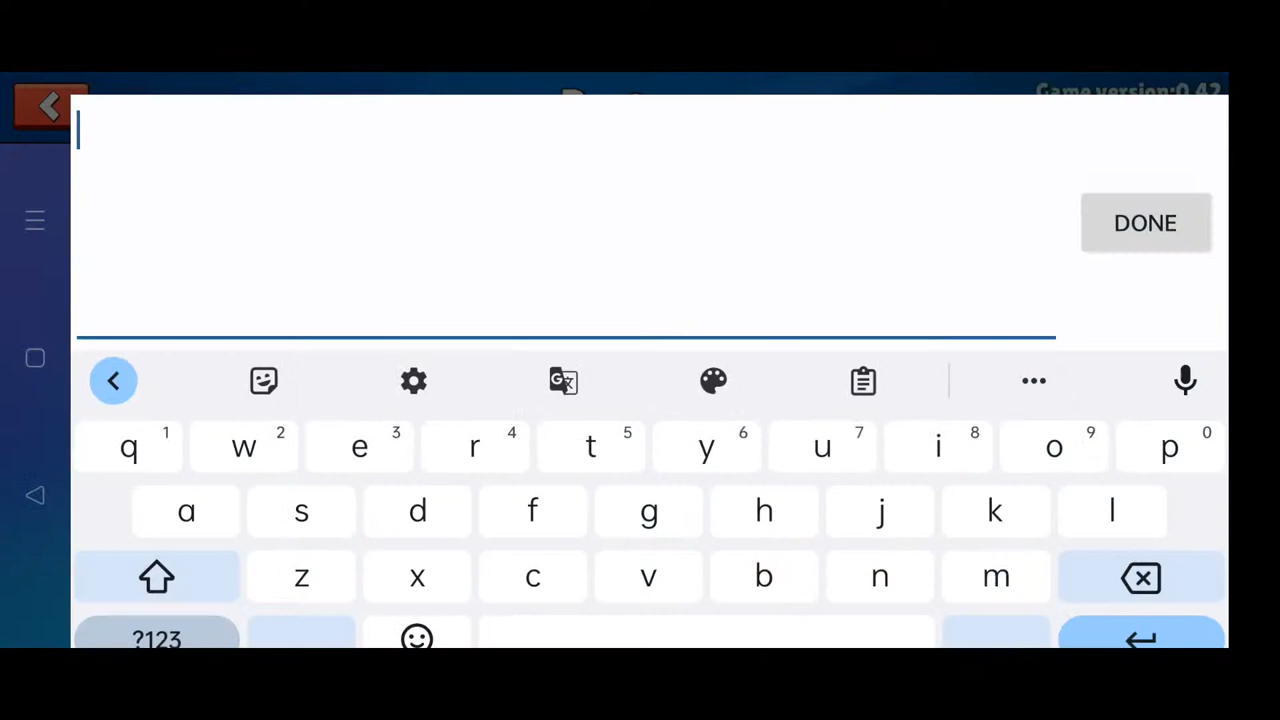 Game version:0.42
DONE
q 1 w 2 e 3 r 4 t 5 y 6 u 7 i 8 o 9 p 0
a s d f g h j k l
z x c v b n m
?123